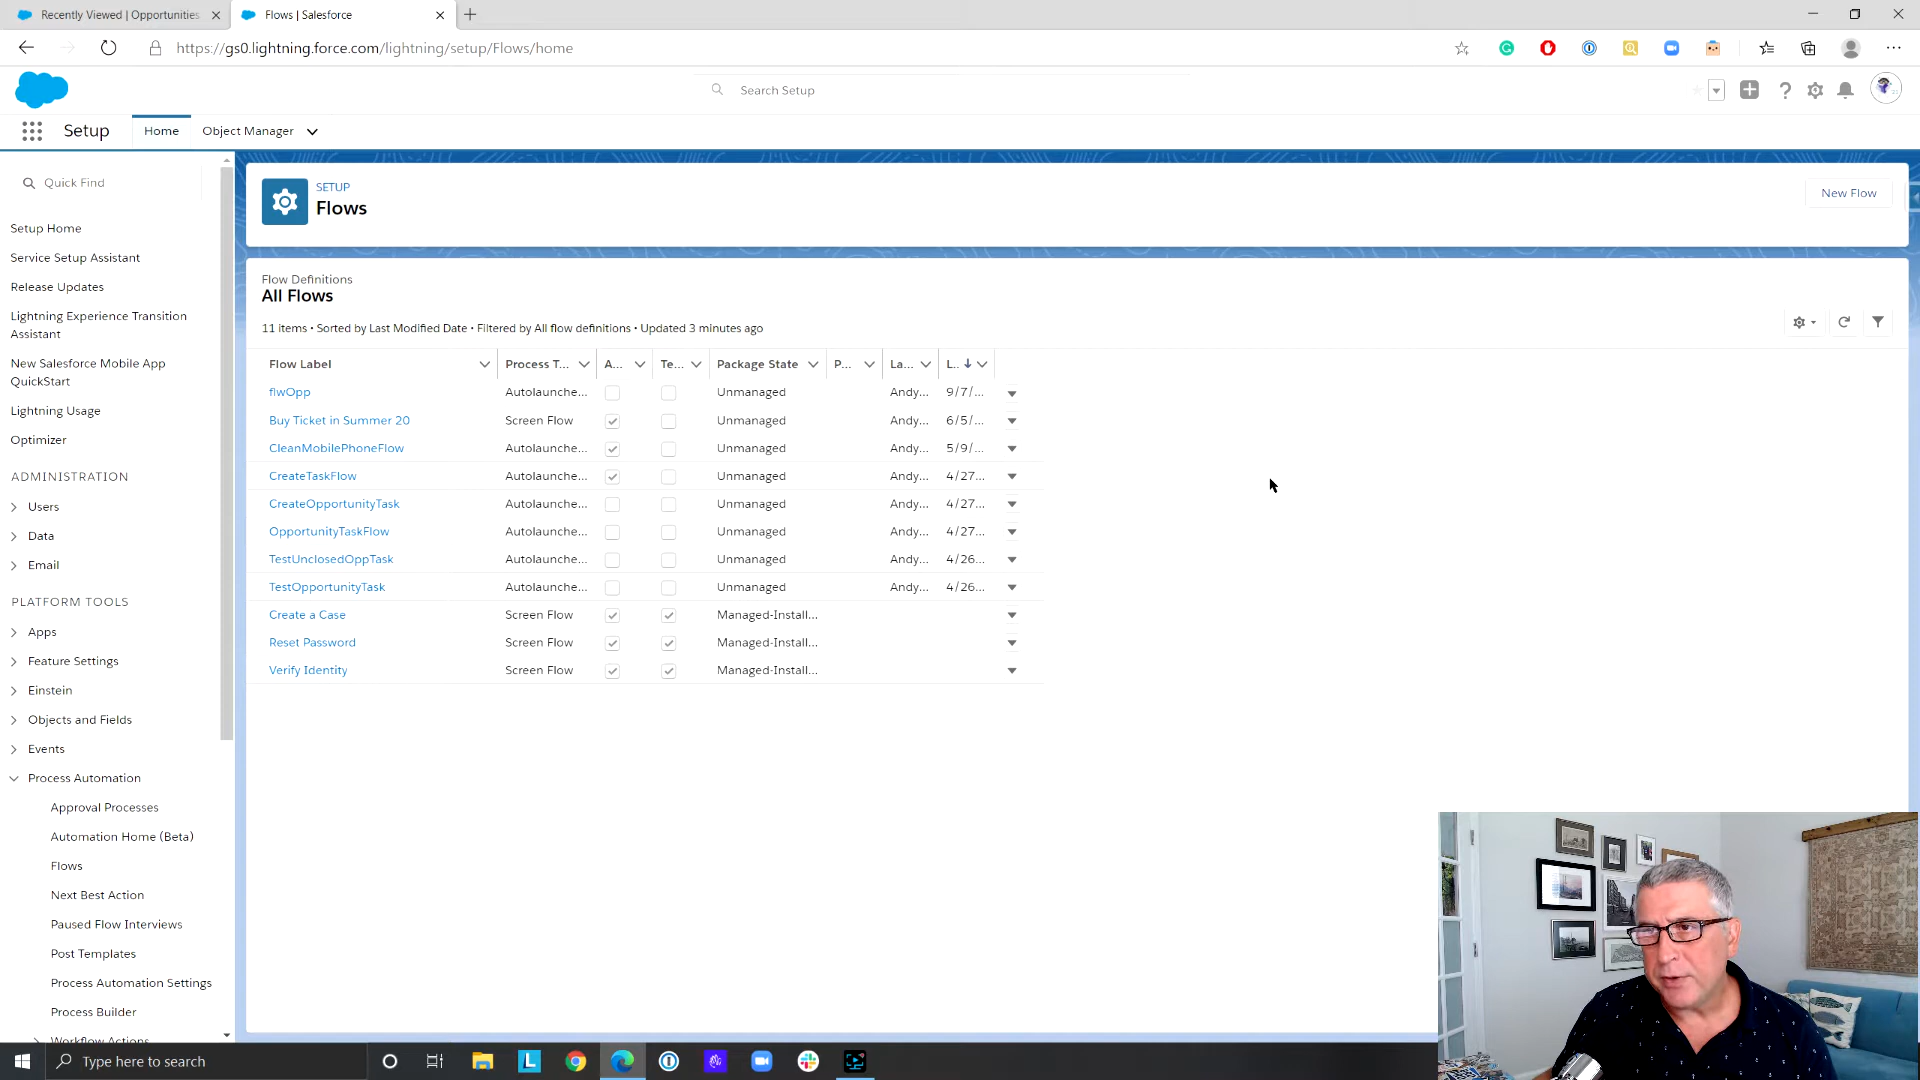 Recently Viewed | Opportunities
Flows | Salesforce
https://gs0.lightning.force.com/lightning/setup/Flows/home
Search Setup
Setup
Home
Object Manager
Quick Find
Setup Home
Service Setup Assistant
Release Updates
Lightning Experience Transition
Assistant
New Salesforce Mobile App
QuickStart
Lightning Usage
Optimizer
ADMINISTRATION
Users
Data
Email
PLATFORM TOOLS
Apps
Feature Settings
Einstein
Objects and Fields
Events
Process Automation
Approval Processes
Automation Home (Beta)
Flows
Next Best Action
Paused Flow Interviews
Post Templates
Process Automation Settings
Process Builder
Workflow Actions
SETUP
Flows
New Flow
Flow Definitions
All Flows
11 items • Sorted by Last Modified Date • Filtered by All flow definitions • Updated 3 minutes ago
Flow Label Process T... A... Te... Package State P... La... L..
flwOpp Autolaunche... Unmanaged Andy... 9/7/...
Buy Ticket in Summer 20 Screen Flow Unmanaged Andy... 6/5/...
CleanMobilePhoneFlow Autolaunche... Unmanaged Andy... 5/9/...
CreateTaskFlow Autolaunche... Unmanaged Andy... 4/27...
CreateOpportunityTask Autolaunche... Unmanaged Andy... 4/27...
OpportunityTaskFlow Autolaunche... Unmanaged Andy... 4/27...
TestUnclosedOppTask Autolaunche... Unmanaged Andy... 4/26...
TestOpportunityTask Autolaunche... Unmanaged Andy... 4/26...
Create a Case Screen Flow Managed-Install...
Reset Password Screen Flow Managed-Install...
Verify Identity Screen Flow Managed-Install...
Type here to search